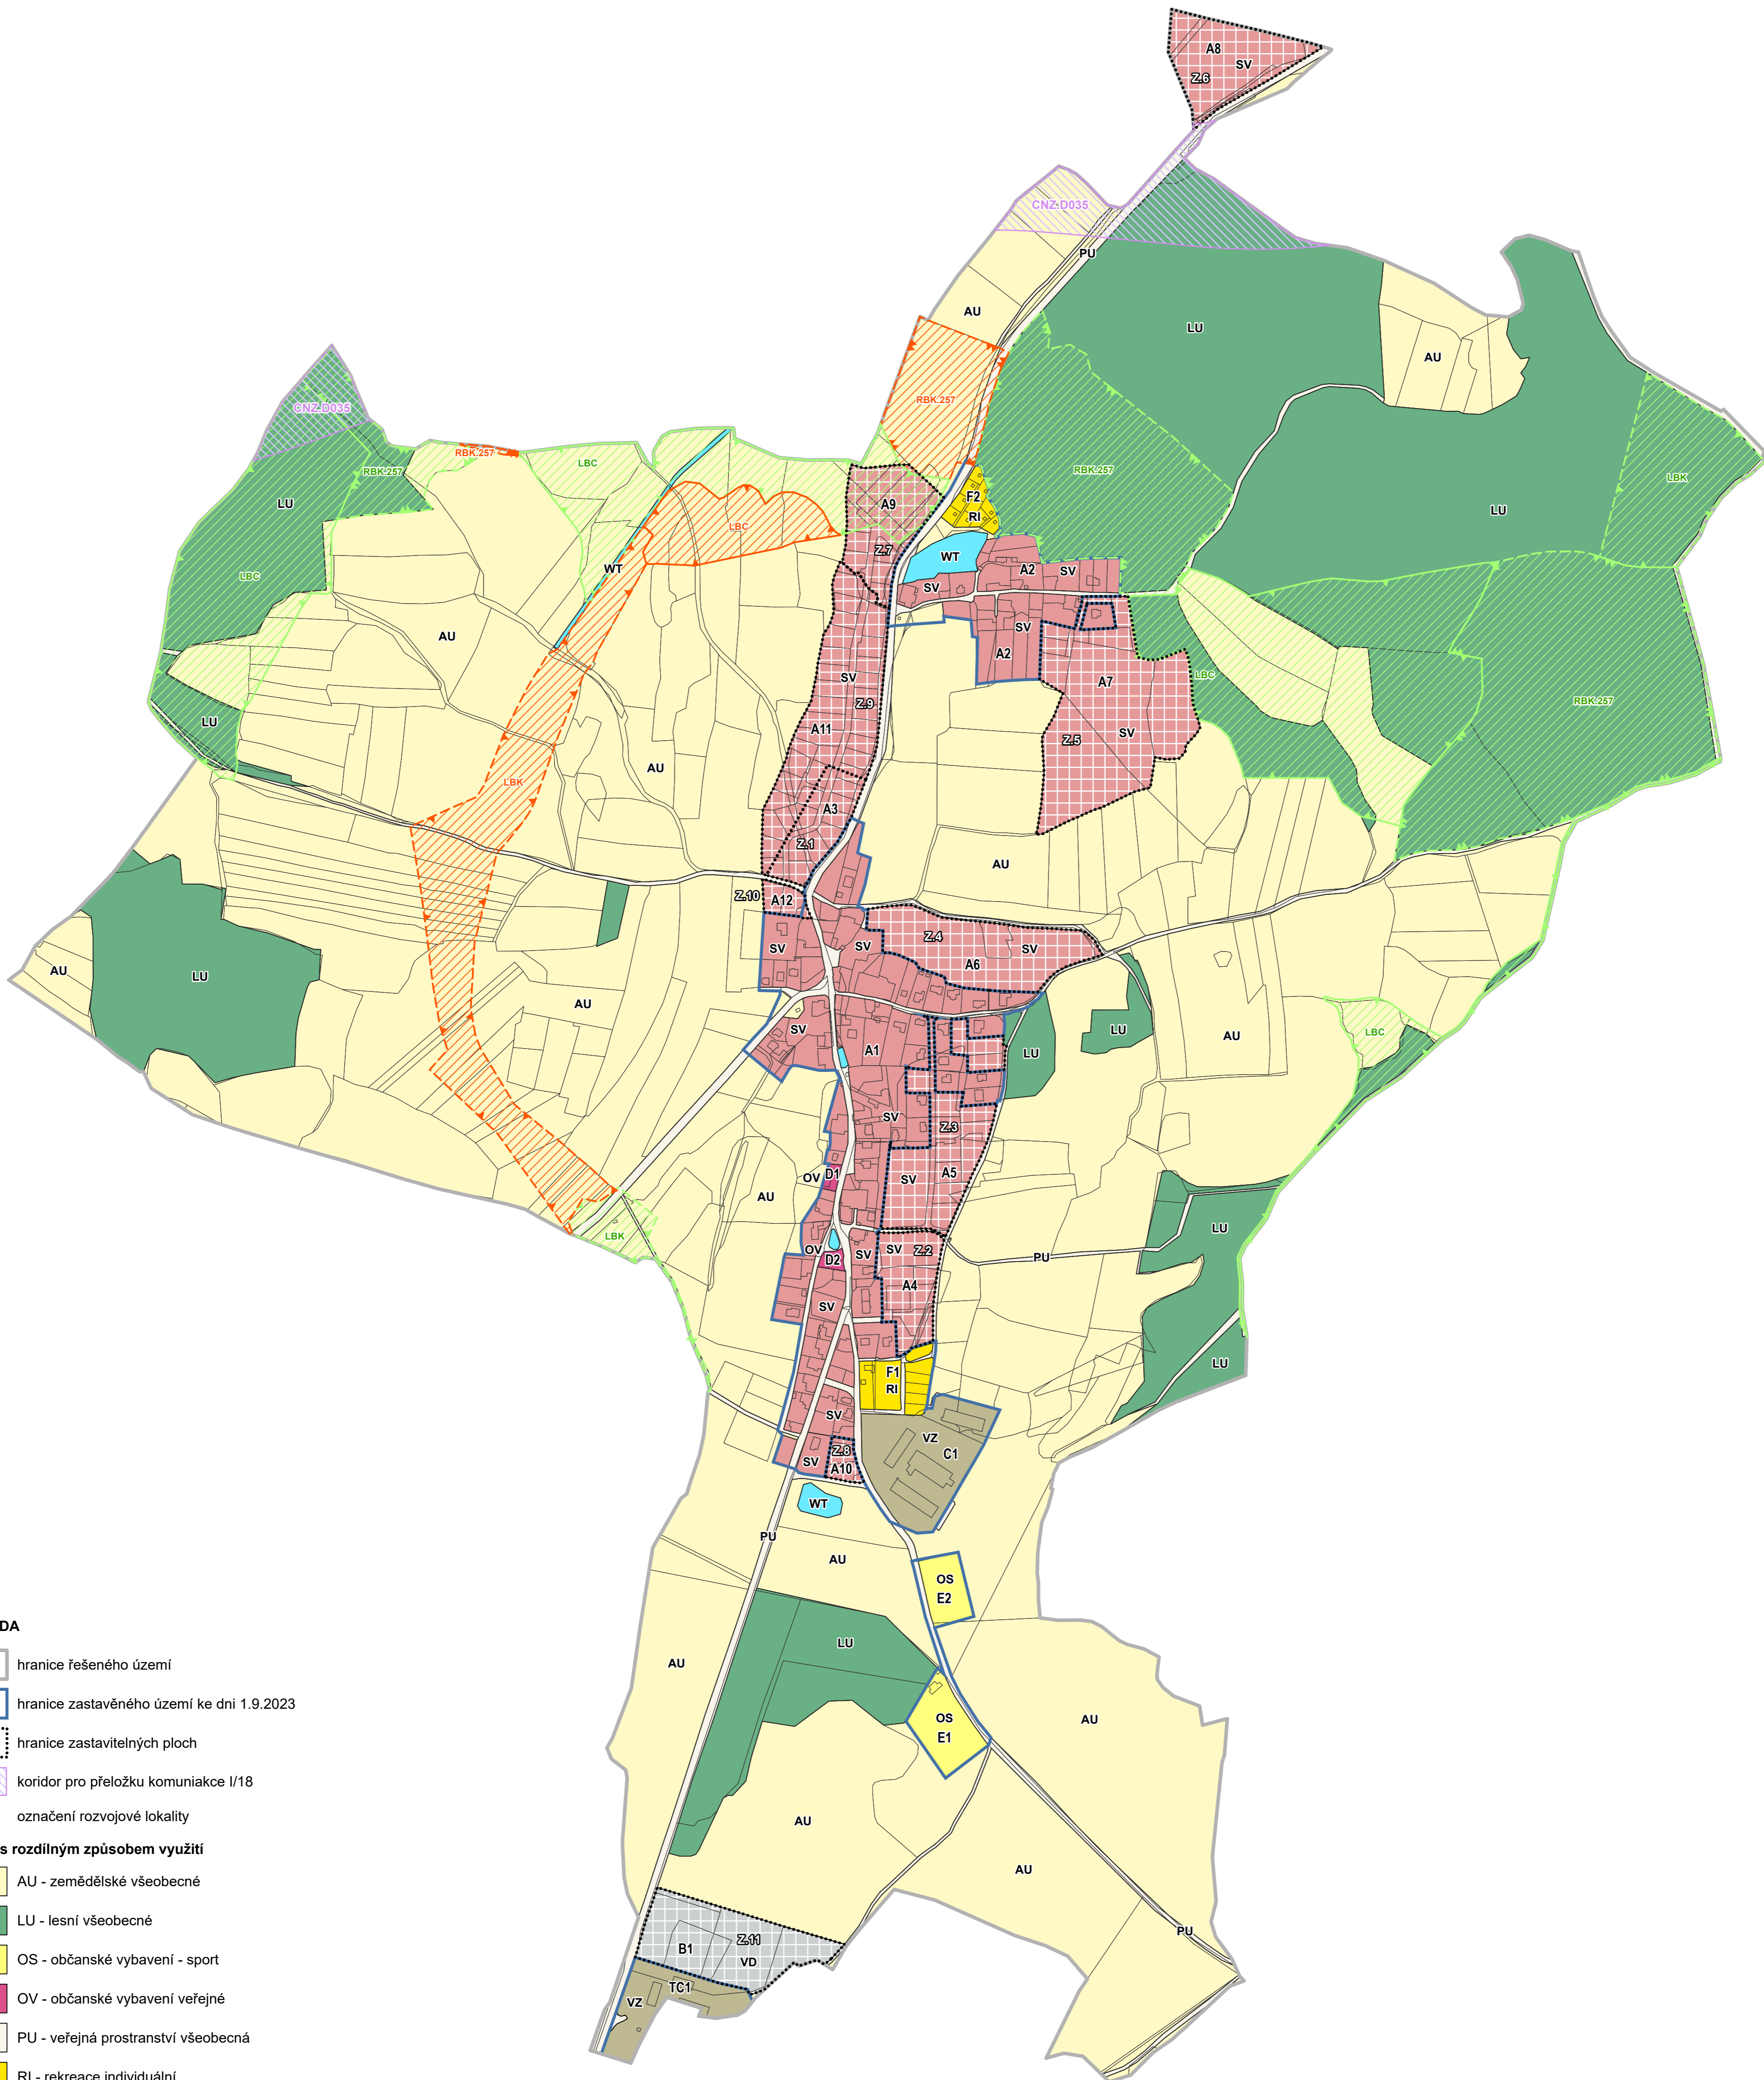 A8
SV
Z.6
CNZ.D035
PU
AU
LU
AU
RBK.257
CNZ.D035
RBK.257
RBK.257
LBC
RBK.257
LBK
LU
LU
A9
F2
RI
LBC
Z.7
WT
WT
A2
SV
SV
LBC
AU
SV
A2
LBC
A7
SV
Z.9
RBK.257
LU
A11
Z.5
SV
AU
LBK
A3
Z.1
AU
Z.10
A12
SV
SV
Z.4
SV
A6
AU
LU
AU
SV
A1
LU
LU
AU
LBC
SV
Z.3
OV
D1
SV
A5
AU
LU
LBK
OV
D2
SV
SV
Z.2
PU
A4
SV
F1
RI
LU
SV
Z.8
SV
A10
VZ
C1
WT
PU
AU
OS
E2
LU
AU
OS
E1
AU
AU
AU
PU
B1
Z.11
VD
TC1
VZ
DA
hranice řešeného území
hranice zastavěného území ke dni 1.9.2023
hranice zastavitelných ploch
koridor pro přeložku komuniakce I/18
označení rozvojové lokality
s rozdílným způsobem využití
AU - zemědělské všeobecné
LU - lesní všeobecné
OS - občanské vybavení - sport
OV - občanské vybavení veřejné
PU - veřejná prostranství všeobecná
RI - rekreace individuální